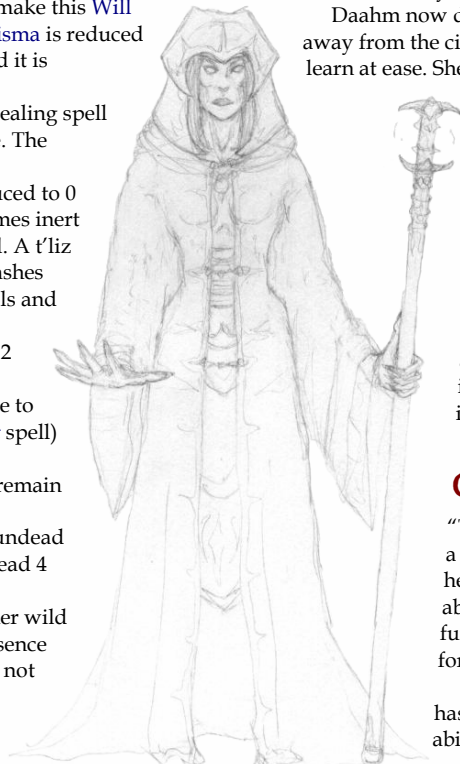 make this Will
isma is reduced
d it is
ealing spell
. The
uced to 0
mes inert
l. A t'liz
ashes
ls and
2
e to
spell)
remain
undead
ead 4
er wild
sence
not
Daahm now c
away from the ci
learn at ease. She
i
i
“T
a
he
ab
fu
for
has
abi